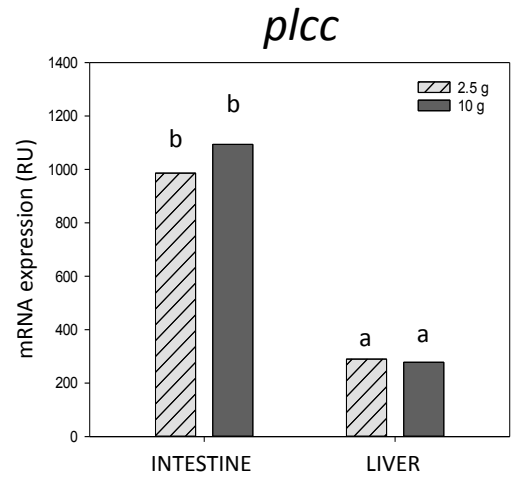 plcc
1400
1200
1000
800
600
400
200
0
mRNA expression (RU)
2.5 g
10 g
b
b
a
a
INTESTINE
LIVER